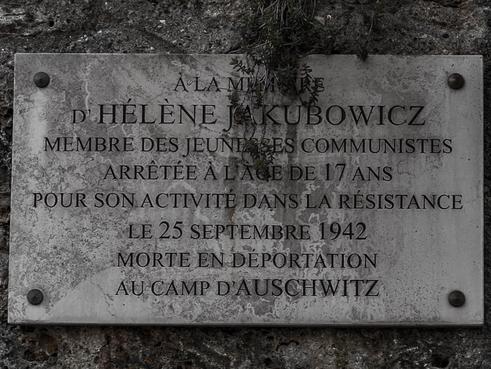 À LA MÉMOIRE
D'HÉLÈNE JAKUBOWICZ
MEMBRE DES JEUNESSES COMMUNISTES
ARRÊTÉE À L'ÂGE DE 17 ANS
POUR SON ACTIVITÉ DANS LA RÉSISTANCE
LE 25 SEPTEMBRE 1942
MORTE EN DÉPORTATION
AU CAMP D'AUSCHWITZ